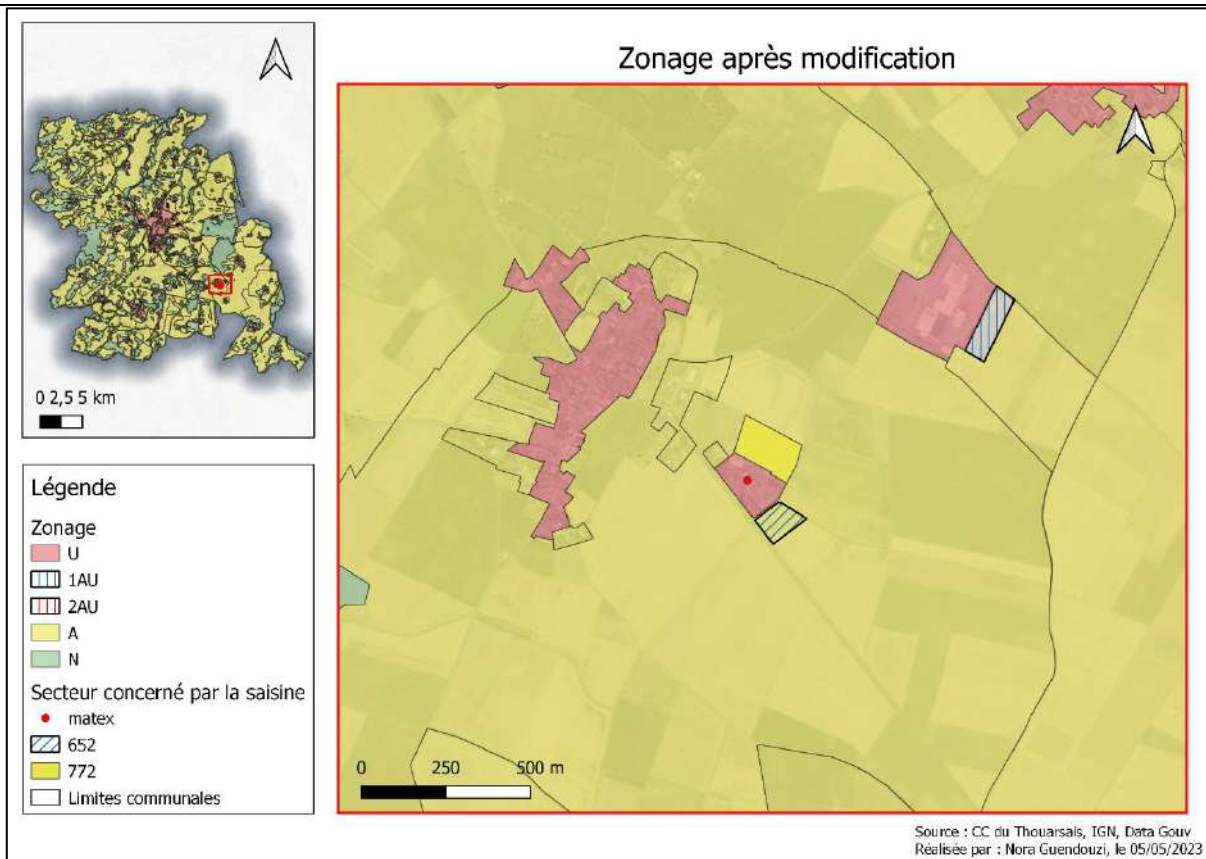 Zonage après modification
0 2,5 5 km
Légende
Zonage
U
1AU
2AU
A
N
Secteur concerné par la saisine
matex
652
772
Limites communales
0 250 500 m
Source : CC du Thouarsais, IGN, Data Gouv
Réalisée par : Nora Guendouzi, le 05/05/2023